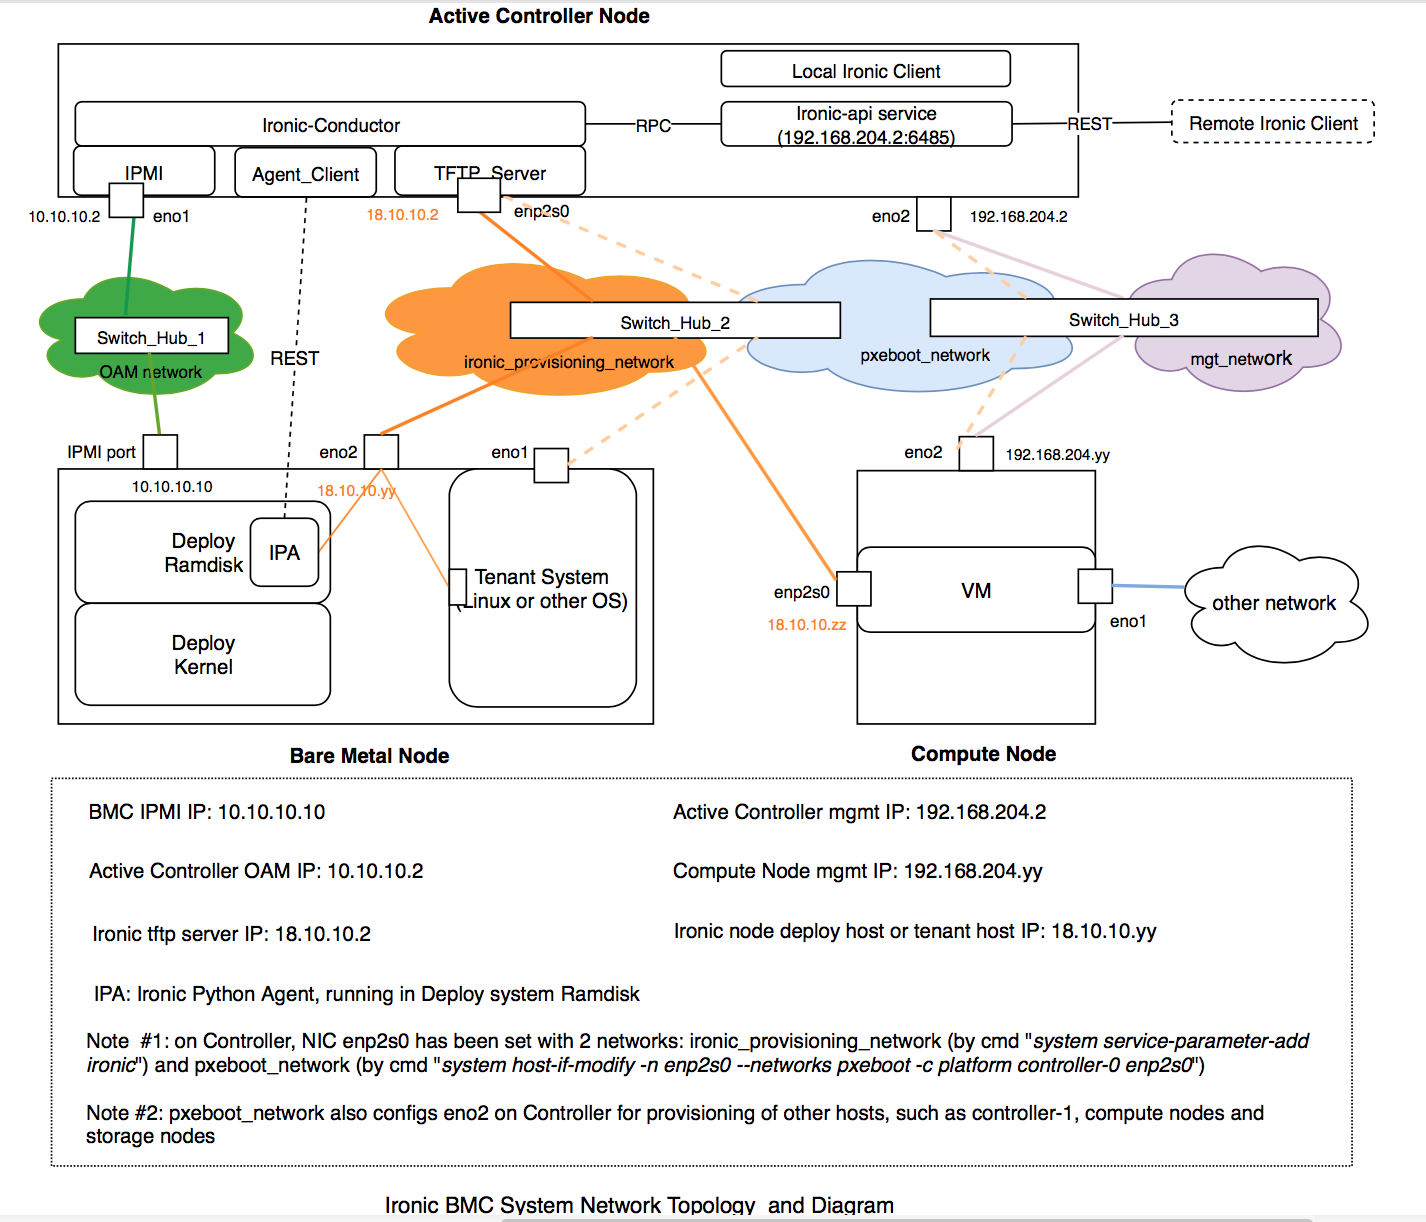 Active Controller Node
Local Ironic Client
Ironic-Conductor
RPC
Ironic-api service
(192.168.204.2:6485)
REST
Remote Ironic Client
IPMI
Agent_Client
TFTP_Server
10.10.10.2
eno1
18.10.10.2
enp2s0
eno2
192.168.204.2
Switch_Hub_1
OAM network
REST
Switch_Hub_2
ironic_provisioning_network
pxeboot_network
Switch_Hub_3
mgt_network
IPMI port
10.10.10.10
eno2
18.10.10.yy
eno1
eno2
192.168.204.yy
Deploy
Ramdisk
IPA
Deploy
Kernel
Tenant System
(Linux or other OS)
enp2s0
18.10.10.zz
VM
eno1
other network
Bare Metal Node
Compute Node
BMC IPMI IP: 10.10.10.10
Active Controller mgmt IP: 192.168.204.2
Active Controller OAM IP: 10.10.10.2
Compute Node mgmt IP: 192.168.204.yy
Ironic tftp server IP: 18.10.10.2
Ironic node deploy host or tenant host IP: 18.10.10.yy
IPA: Ironic Python Agent, running in Deploy system Ramdisk
Note #1: on Controller, NIC enp2s0 has been set with 2 networks: ironic_provisioning_network (by cmd "system service-parameter-add
ironic") and pxeboot_network (by cmd "system host-if-modify -n enp2s0 --networks pxeboot -c platform controller-0 enp2s0")
Note #2: pxeboot_network also configs eno2 on Controller for provisioning of other hosts, such as controller-1, compute nodes and
storage nodes
Ironic BMC System Network Topology and Diagram